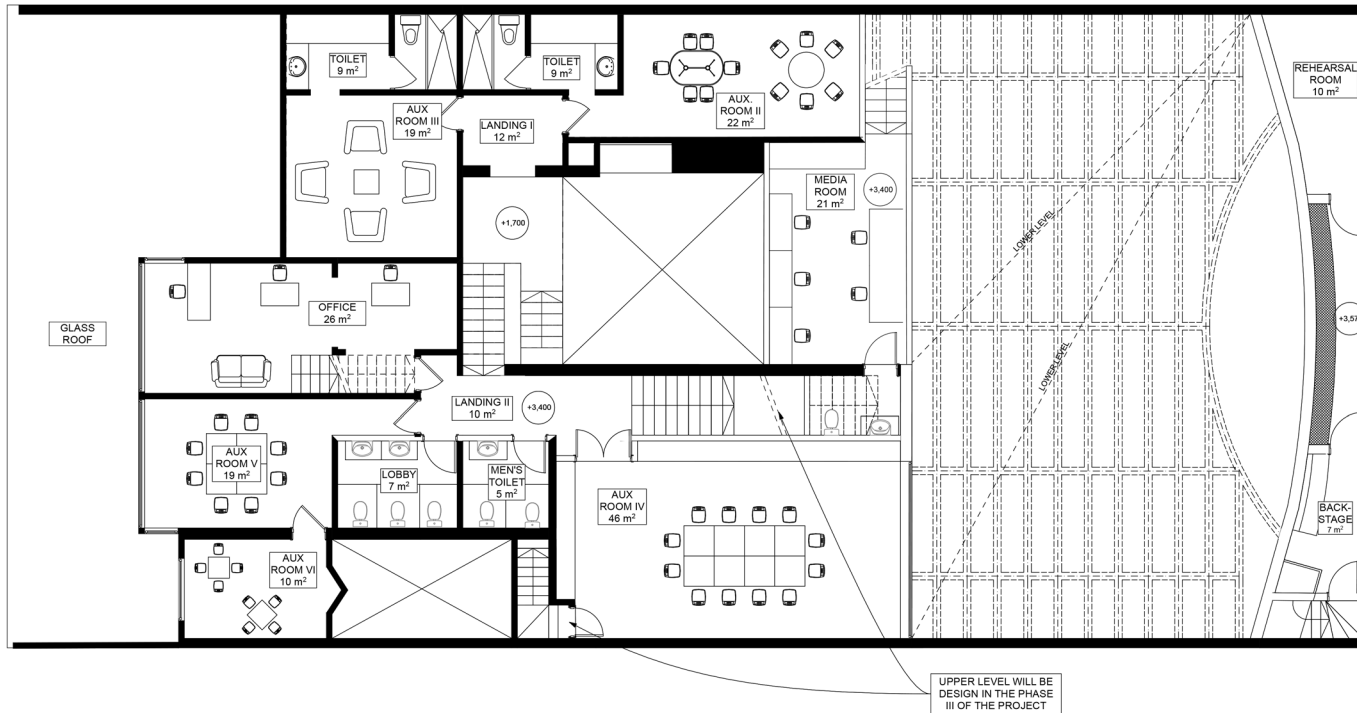 TOILET
9 m²
TOILET
9 m²
AUX
ROOM III
19 m²
LANDING I
12 m²
AUX.
ROOM II
22 m²
REHEARSAL
ROOM
10 m²
MEDIA
ROOM
21 m²
+3,400
+1,700
LOWER LEVEL
OFFICE
26 m²
GLASS
ROOF
+3,57
LOWER LEVEL
LANDING II
10 m²
+3,400
AUX
ROOM V
19 m²
LOBBY
7 m²
MEN'S
TOILET
5 m²
AUX
ROOM IV
46 m²
BACK-
STAGE
7 m²
AUX
ROOM VI
10 m²
UPPER LEVEL WILL BE
DESIGN IN THE PHASE
III OF THE PROJECT